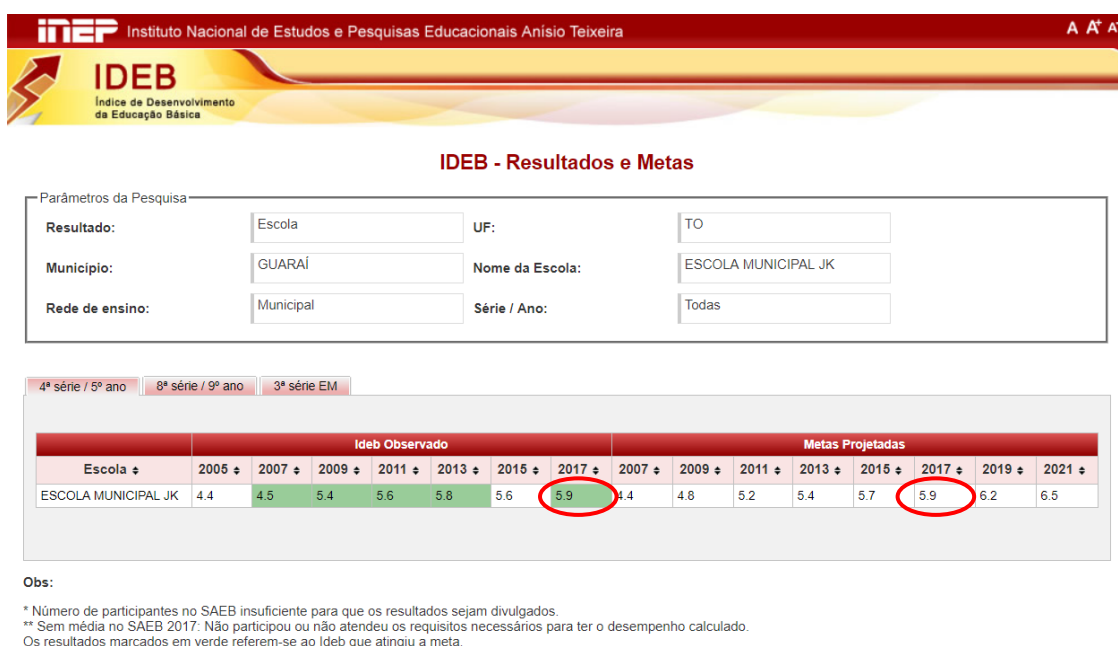 inep Instituto Nacional de Estudos e Pesquisas Educacionais Anísio Teixeira A A+ A
IDEB
Índice de Desenvolvimento
da Educação Básica
IDEB - Resultados e Metas
Parâmetros da Pesquisa
Resultado: Escola UF: TO
Município: GUARAÍ Nome da Escola: ESCOLA MUNICIPAL JK
Rede de ensino: Municipal Série / Ano: Todas
4ª série / 5º ano 8ª série / 9º ano 3ª série EM
Ideb Observado Metas Projetadas
Escola 2005 2007 2009 2011 2013 2015 2017 2007 2009 2011 2013 2015 2017 2019 2021
ESCOLA MUNICIPAL JK 4.4 4.5 5.4 5.6 5.8 5.6 5.9 4.4 4.8 5.2 5.4 5.7 5.9 6.2 6.5
Obs:
* Número de participantes no SAEB insuficiente para que os resultados sejam divulgados.
** Sem média no SAEB 2017: Não participou ou não atendeu os requisitos necessários para ter o desempenho calculado.
Os resultados marcados em verde referem-se ao Ideb que atingiu a meta.